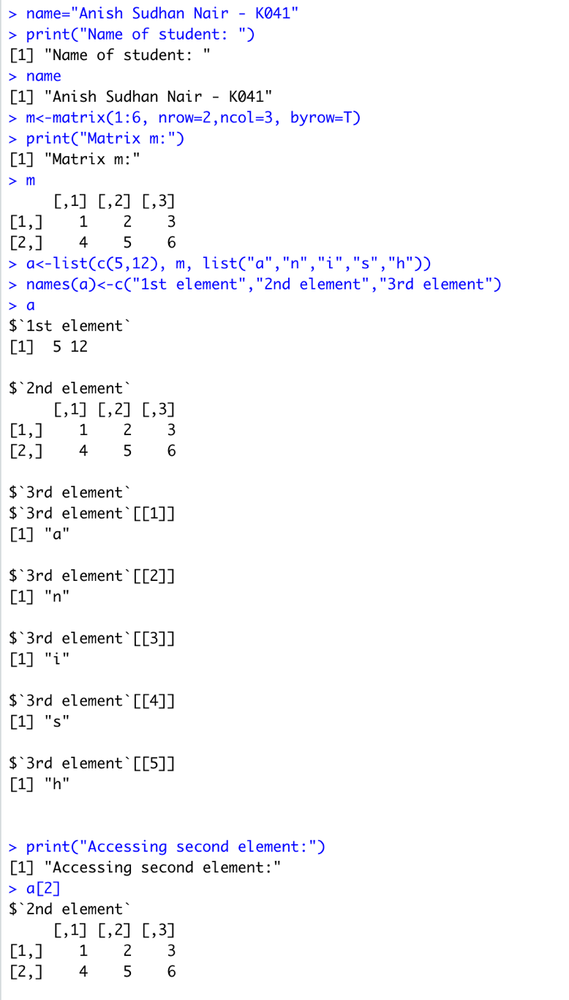 > name="Anish Sudhan Nair - K041"
> print("Name of student: ")
[1] "Name of student: "
> name
[1] "Anish Sudhan Nair - K041"
> m<-matrix(1:6, nrow=2,ncol=3, byrow=T)
> print("Matrix m:")
[1] "Matrix m:"
> m
     [,1] [,2] [,3]
[1,]    1    2    3
[2,]    4    5    6
> a<-list(c(5,12), m, list("a","n","i","s","h"))
> names(a)<-c("1st element","2nd element","3rd element")
> a
$`1st element`
[1]  5 12

$`2nd element`
     [,1] [,2] [,3]
[1,]    1    2    3
[2,]    4    5    6

$`3rd element`
$`3rd element`[[1]]
[1] "a"

$`3rd element`[[2]]
[1] "n"

$`3rd element`[[3]]
[1] "i"

$`3rd element`[[4]]
[1] "s"

$`3rd element`[[5]]
[1] "h"


> print("Accessing second element:")
[1] "Accessing second element:"
> a[2]
$`2nd element`
     [,1] [,2] [,3]
[1,]    1    2    3
[2,]    4    5    6